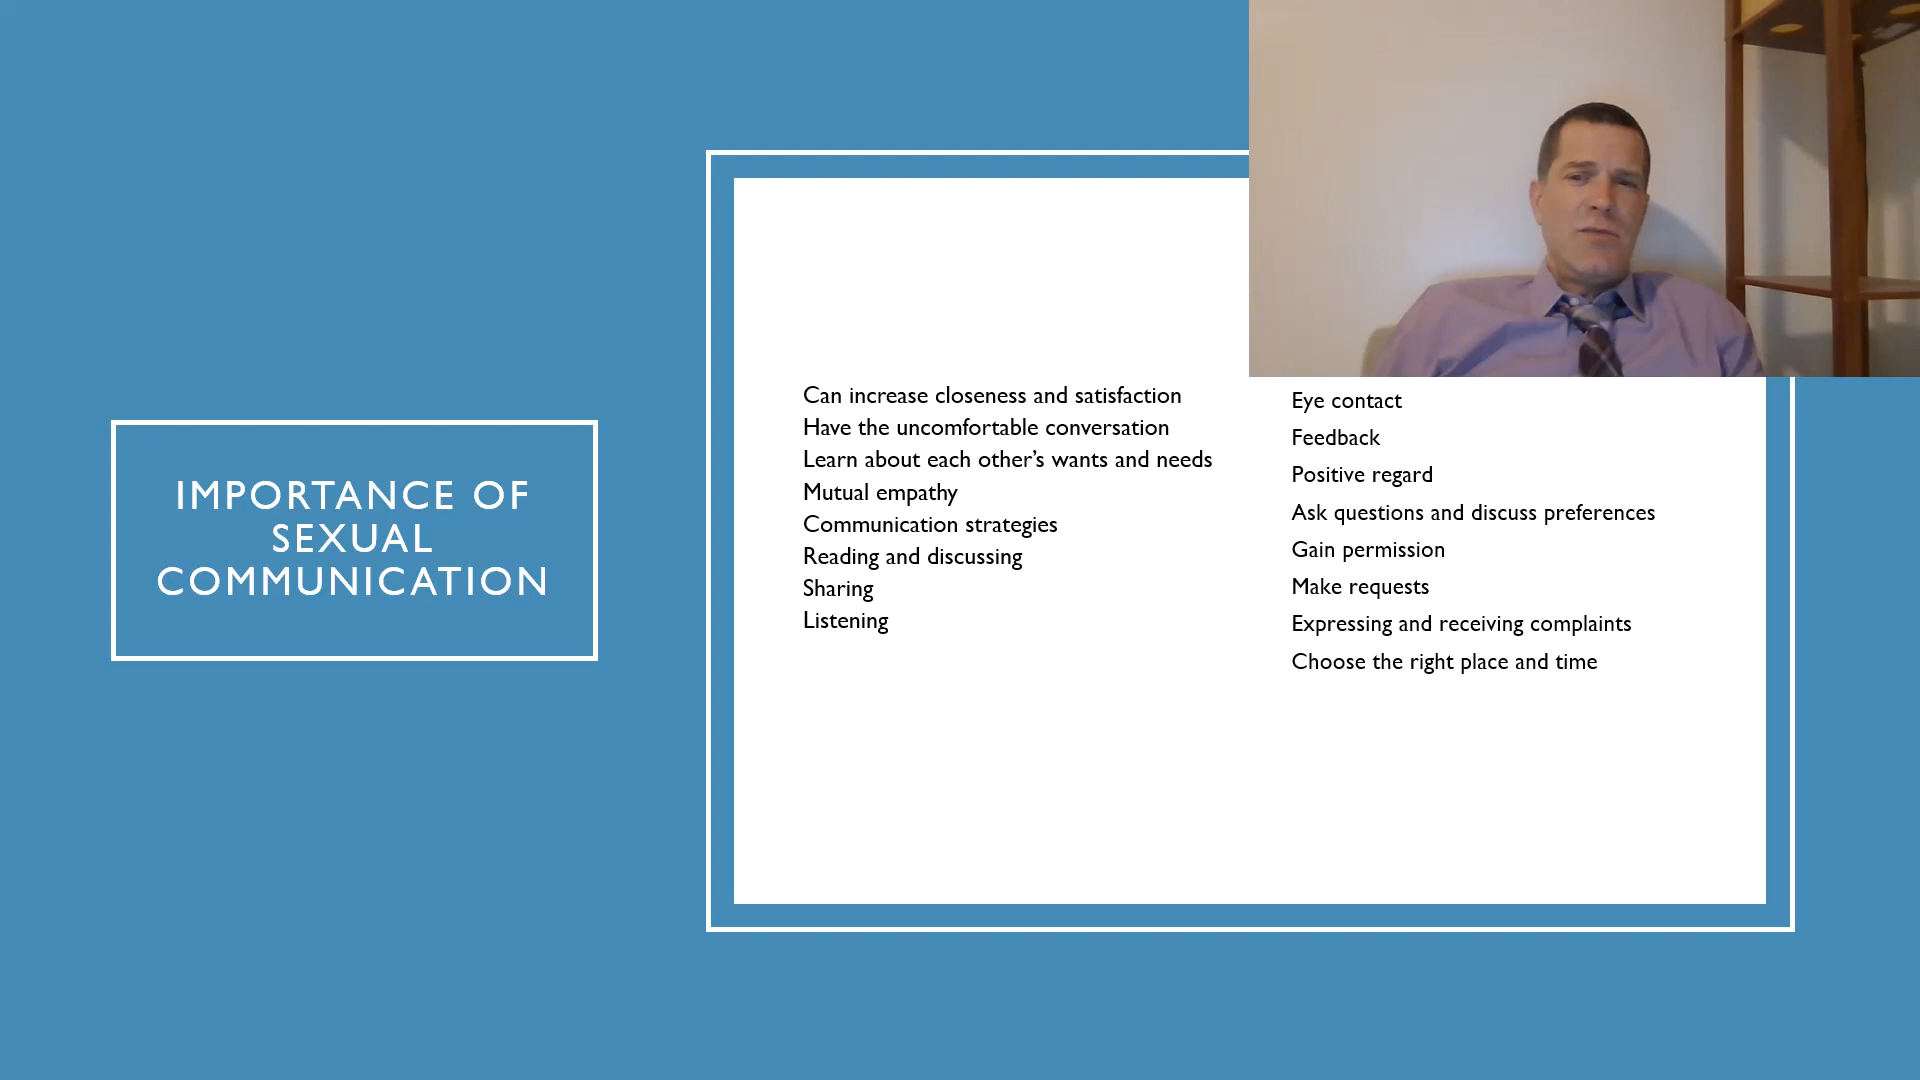 IMPORTANCE OF
SEXUAL
COMMUNICATION
Can increase closeness and satisfaction
Have the uncomfortable conversation
Learn about each other’s wants and needs
Mutual empathy
Communication strategies
Reading and discussing
Sharing
Listening
Eye contact
Feedback
Positive regard
Ask questions and discuss preferences
Gain permission
Make requests
Expressing and receiving complaints
Choose the right place and time